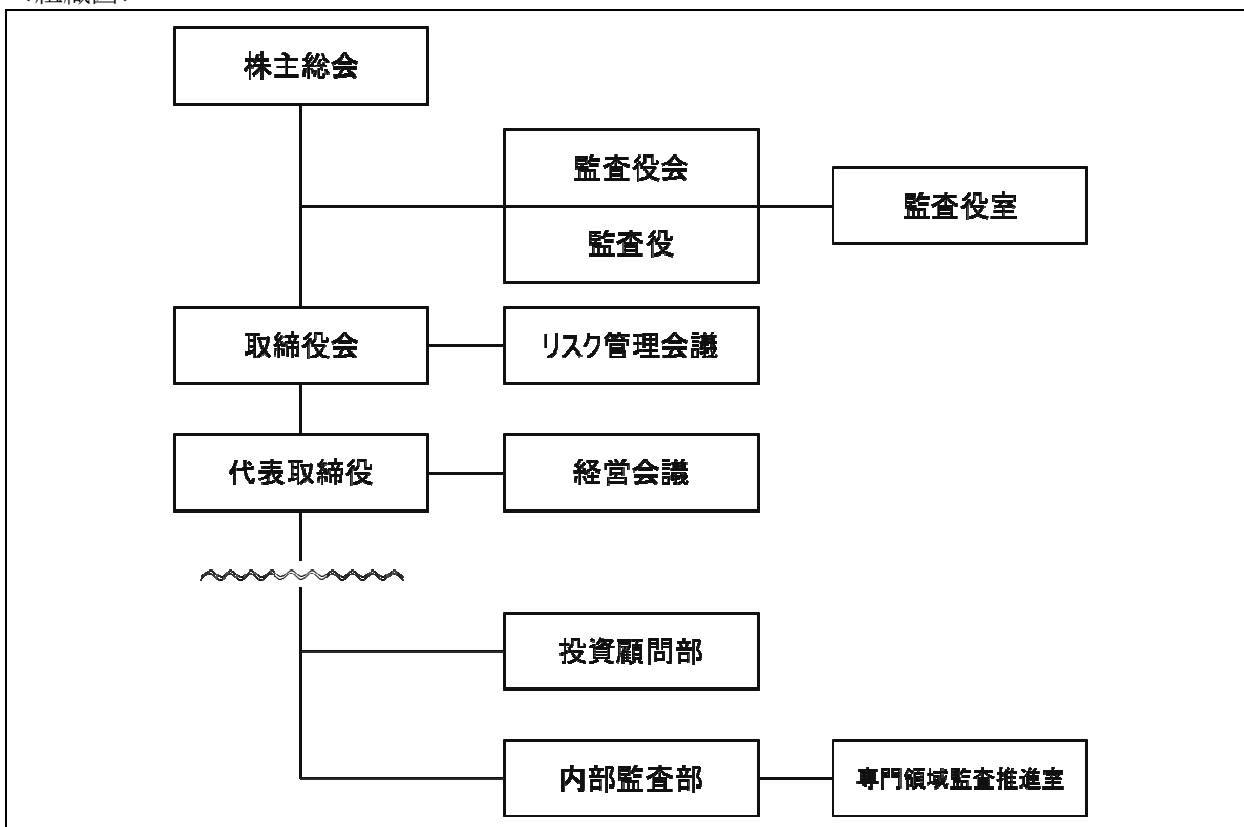 株主総会
監査役会
監査役
監査役室
取締役会
リスク管理会議
代表取締役
経営会議
投資顧問部
内部監査部
専門領域監査推進室